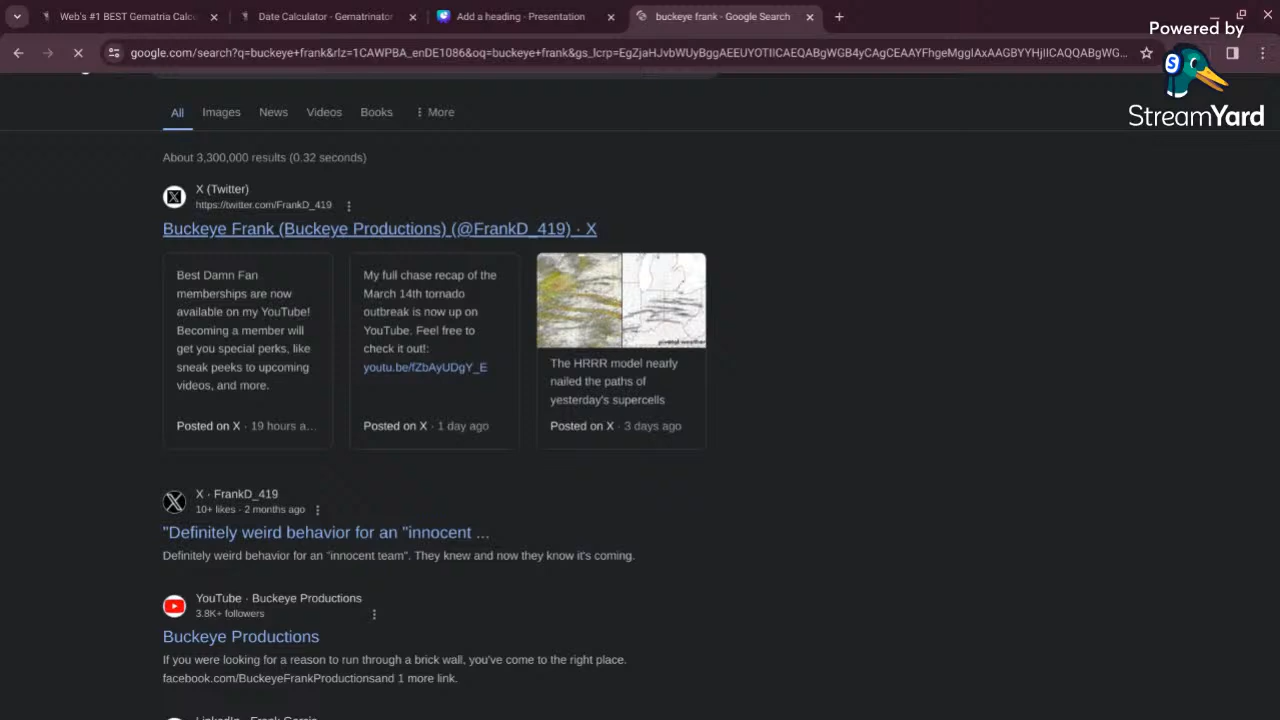 Web's #1 BEST Gematria Calcu
Date Calculator - Gematrinator
Add a heading - Presentation
buckeye frank - Google Search
Powered by
google.com/search?q=buckeye+frank&rlz=1CAWPBA_enDE1086&oq=buckeye+frank&gs_lcrp=EgZjaHJvbWUyBggAEEUYOTIICAEQABgWGB4yCAgCEAAYFhgeMggIAxAAGBYYHjIICAQQABgWG...
StreamYard
All
Images
News
Videos
Books
More
About 3,300,000 results (0.32 seconds)
X (Twitter)
https://twitter.com/FrankD_419
Buckeye Frank (Buckeye Productions) (@FrankD_419) · X
Best Damn Fan
memberships are now
available on my YouTube!
Becoming a member will
get you special perks, like
sneak peeks to upcoming
videos, and more.
Posted on X · 19 hours a...
My full chase recap of the
March 14th tornado
outbreak is now up on
YouTube. Feel free to
check it out!:
youtu.be/fZbAyUDgY_E
Posted on X · 1 day ago
pivotal weather
The HRRR model nearly
nailed the paths of
yesterday's supercells
Posted on X · 3 days ago
X · FrankD_419
10+ likes · 2 months ago
"Definitely weird behavior for an "innocent ...
Definitely weird behavior for an "innocent team". They knew and now they know it's coming.
YouTube · Buckeye Productions
3.8K+ followers
Buckeye Productions
If you were looking for a reason to run through a brick wall, you've come to the right place.
facebook.com/BuckeyeFrankProductionsand 1 more link.
LinkedIn · Frank Garcia